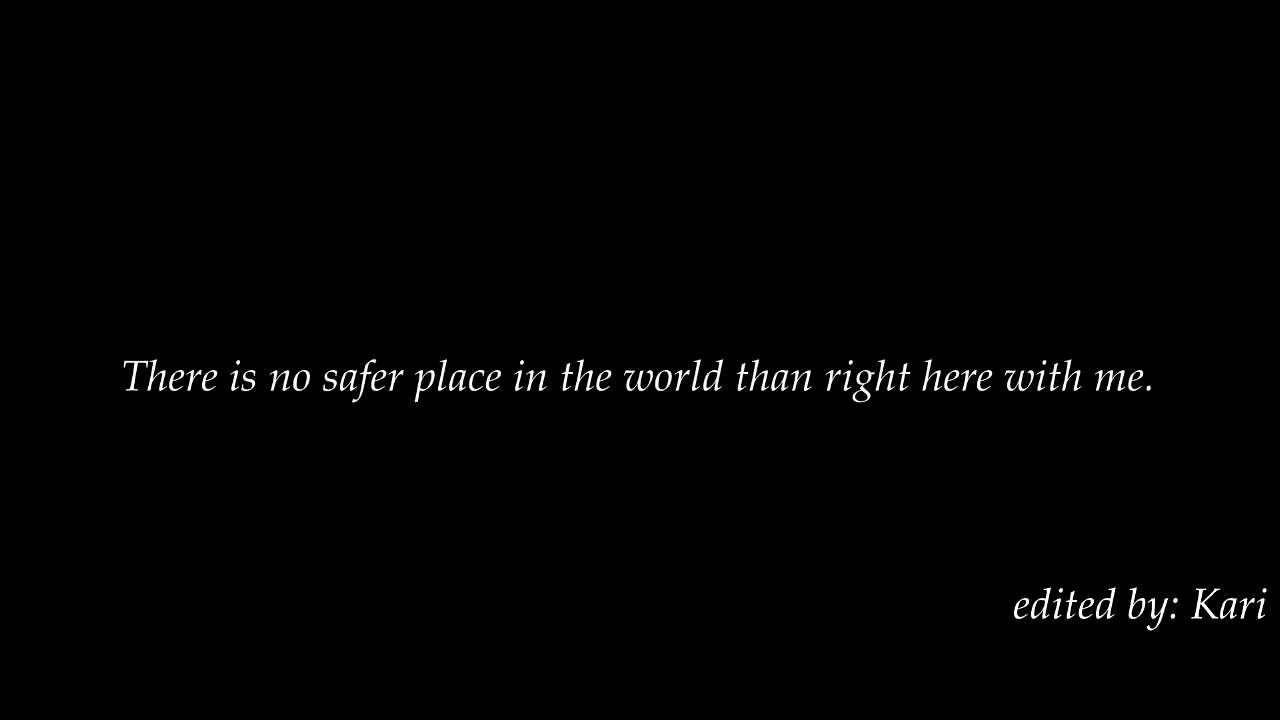 There is no safer place in the world than right here with me.
edited by: Kari